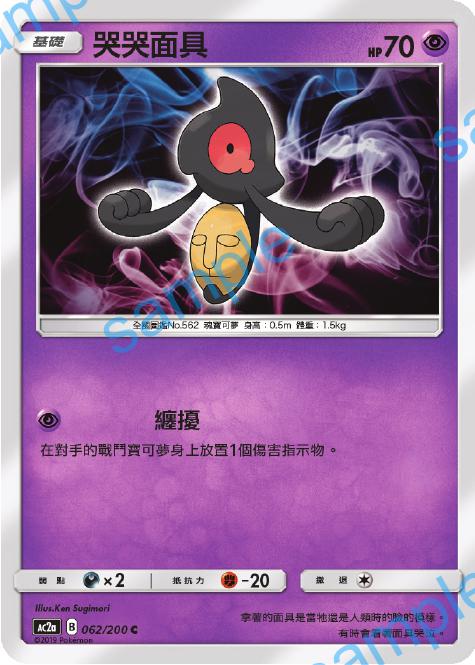 基礎 哭哭面具 HP 70
全國圖鑑No.562 魂寶可夢 身高：0.5m 體重：1.5kg
纏擾
在對手的戰鬥寶可夢身上放置1個傷害指示物。
弱點 ×2 抵抗力 -20 撤退
Illus.Ken Sugimori
拿著的面具是當牠還是人類時的臉的模樣。
有時會看著面具哭泣。
AC2a B 062/200 C
©2019 Pokémon
sample
sample
sample
sample